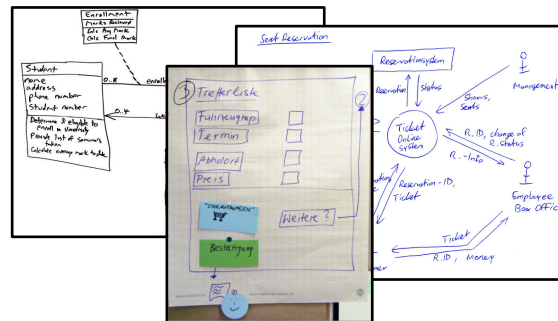 Enrollment
Marks Received
Calc Avg Mark
Calc Final Mark
Student
name
address
phone number
Student number
Determine if eligible to
enroll in University
Provide list of seminars
taken
Calculate average mark to date
0..*
0..*
Seat Reservation
Reservationsystem
Reservation
Status
Management
Shows,
Seats
Ticket
Online
System
R.ID, change of
R.status
R.-Info
Reservation-ID,
Ticket
Employee
Box Office
Ticket
R.ID, Money
3
Trefferliste
Fahrzeugtyp
Termin
Abholort
Preis
2
"EINKAUFSWAGEN"
Weitere?
Bestätigung